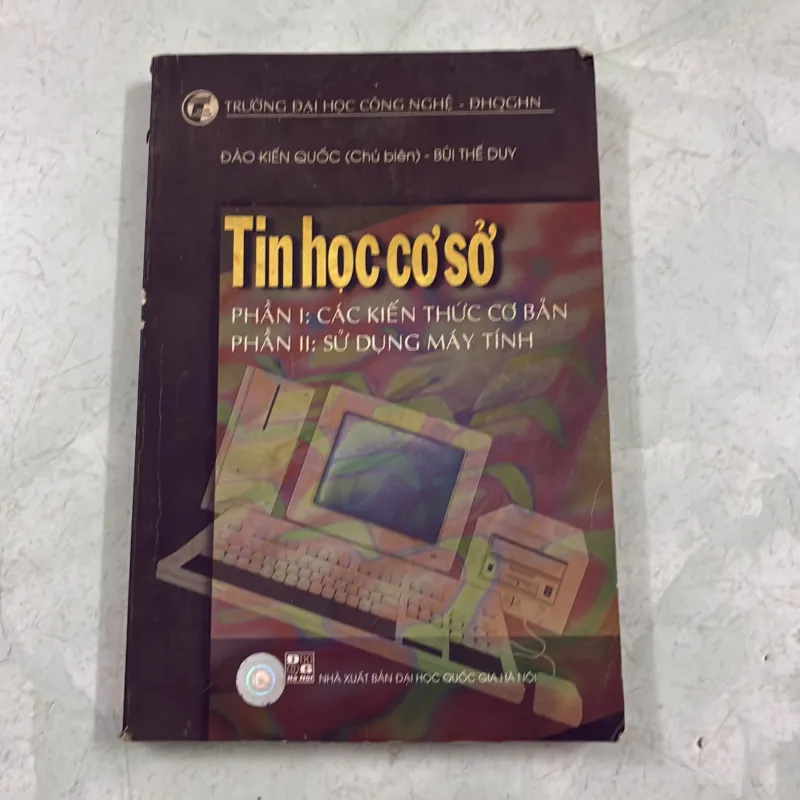 TRƯỜNG ĐẠI HỌC CÔNG NGHỆ - ĐHQGHN
ĐÀO KIẾN QUỐC (Chủ biên) - BÙI THẾ DUY
Tin học cơ sở
PHẦN I: CÁC KIẾN THỨC CƠ BẢN
PHẦN II: SỬ DỤNG MÁY TÍNH
Hà Nội
NHÀ XUẤT BẢN ĐẠI HỌC QUỐC GIA HÀ NỘI